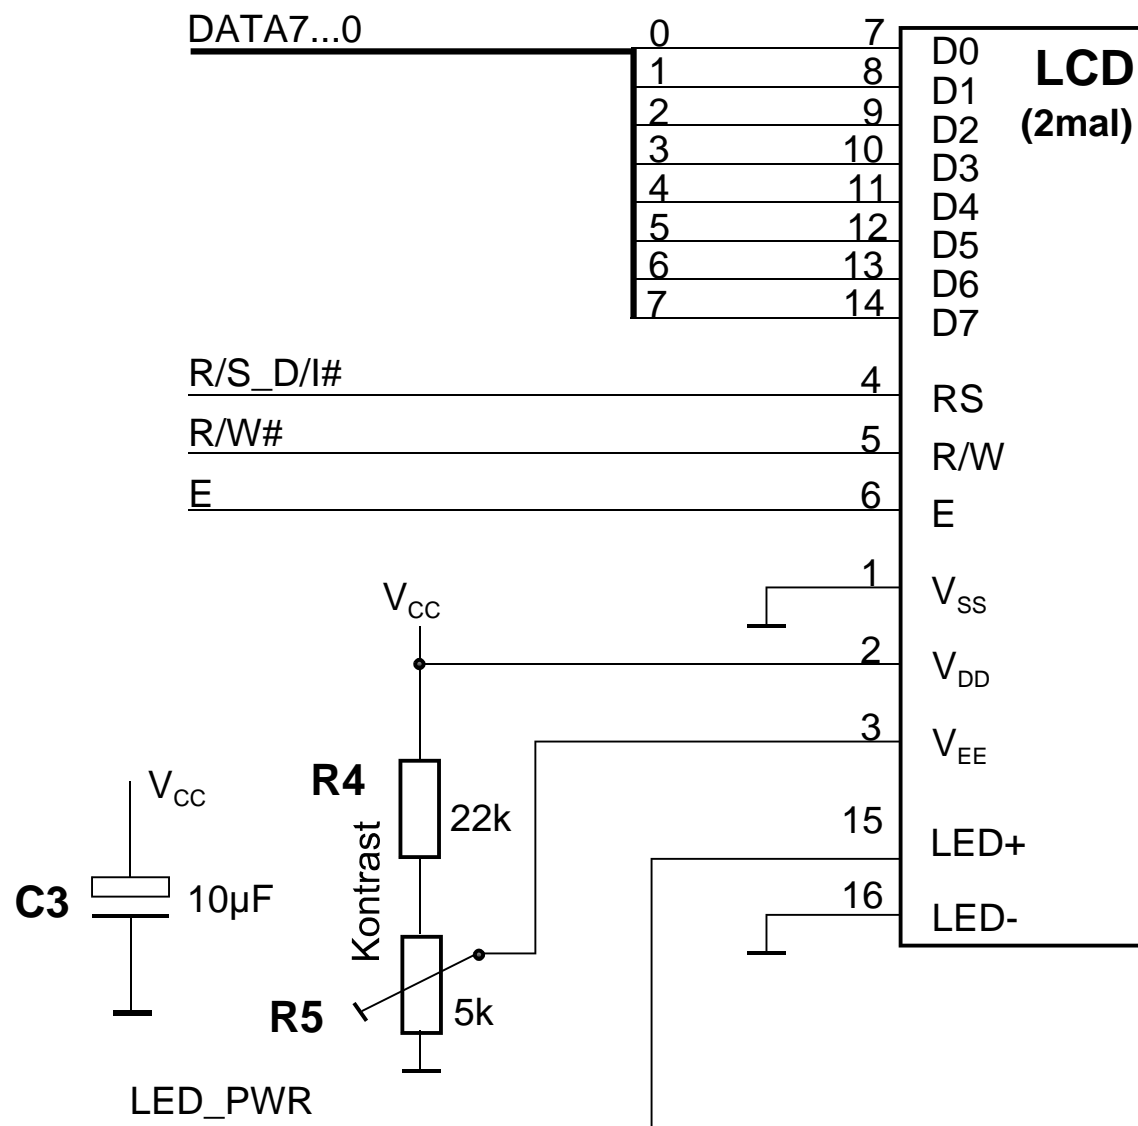 DATA7...0
0 7 D0
LCD
1 8 D1
(2mal)
2 9 D2
3 10 D3
4 11 D4
5 12 D5
6 13 D6
7 14 D7
R/S_D/I# 4 RS
R/W# 5 R/W
E 6 E
1 VSS
VCC
2 VDD
3 VEE
R4
22k
VCC
Kontrast
15 LED+
C3
10µF
16 LED-
R5
5k
LED_PWR